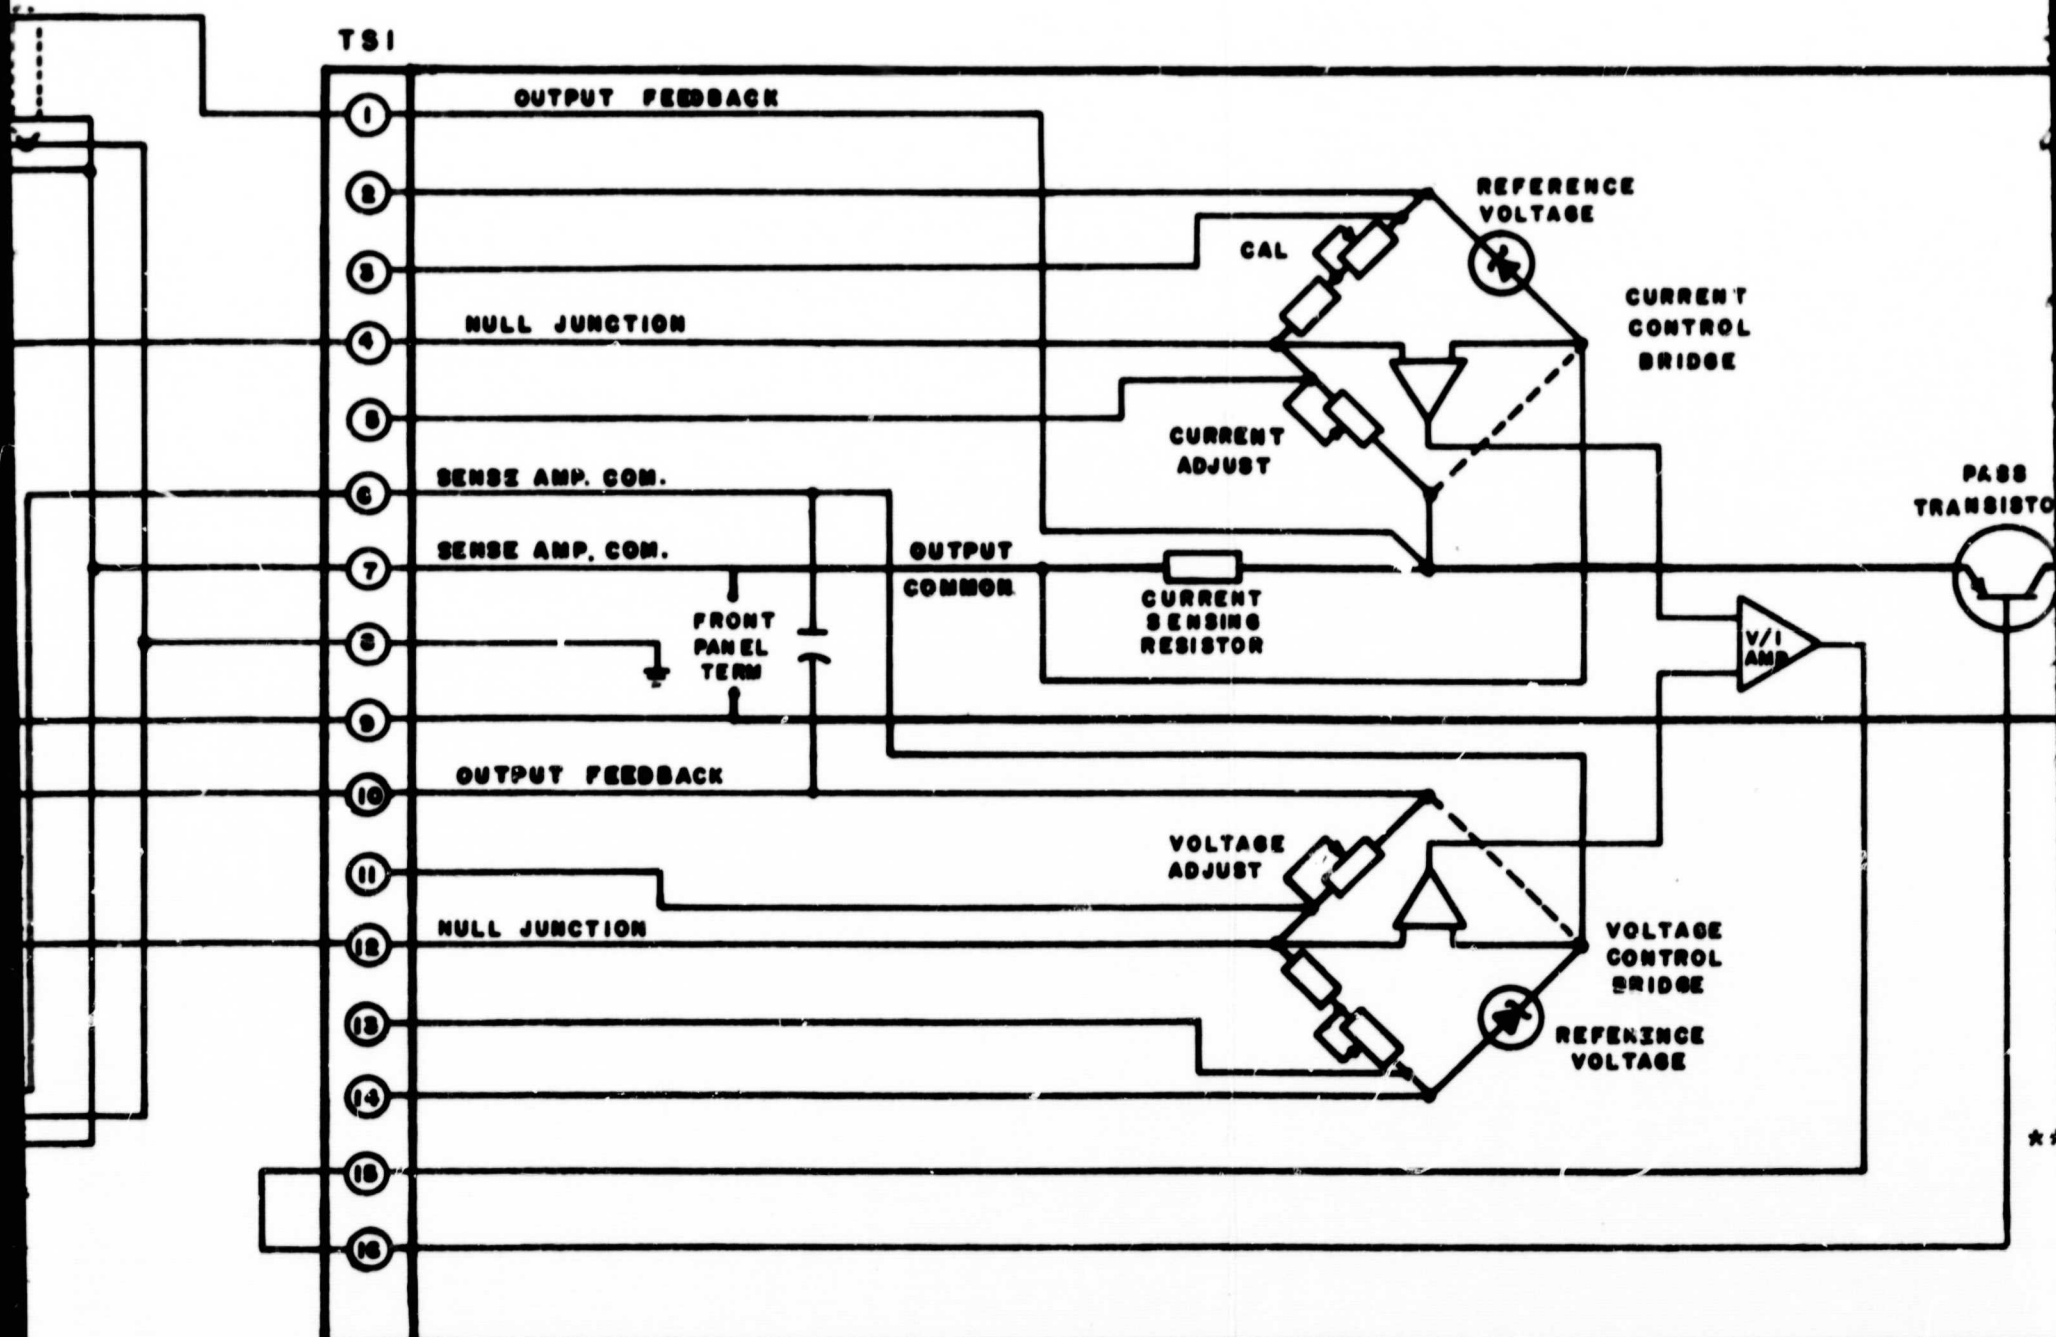 TS1
1
OUTPUT FEEDBACK
2
REFERENCE
VOLTAGE
3
CAL
CURRENT
CONTROL
BRIDGE
4
NULL JUNCTION
5
CURRENT
ADJUST
6
SENSE AMP. COM.
PASS
TRANSISTO
7
SENSE AMP. COM.
OUTPUT
COMMON
CURRENT
SENSING
RESISTOR
FRONT
PANEL
TERM
8
V/I
AMP
9
10
OUTPUT FEEDBACK
VOLTAGE
ADJUST
11
12
NULL JUNCTION
VOLTAGE
CONTROL
BRIDGE
13
REFERENCE
VOLTAGE
14
**
15
16